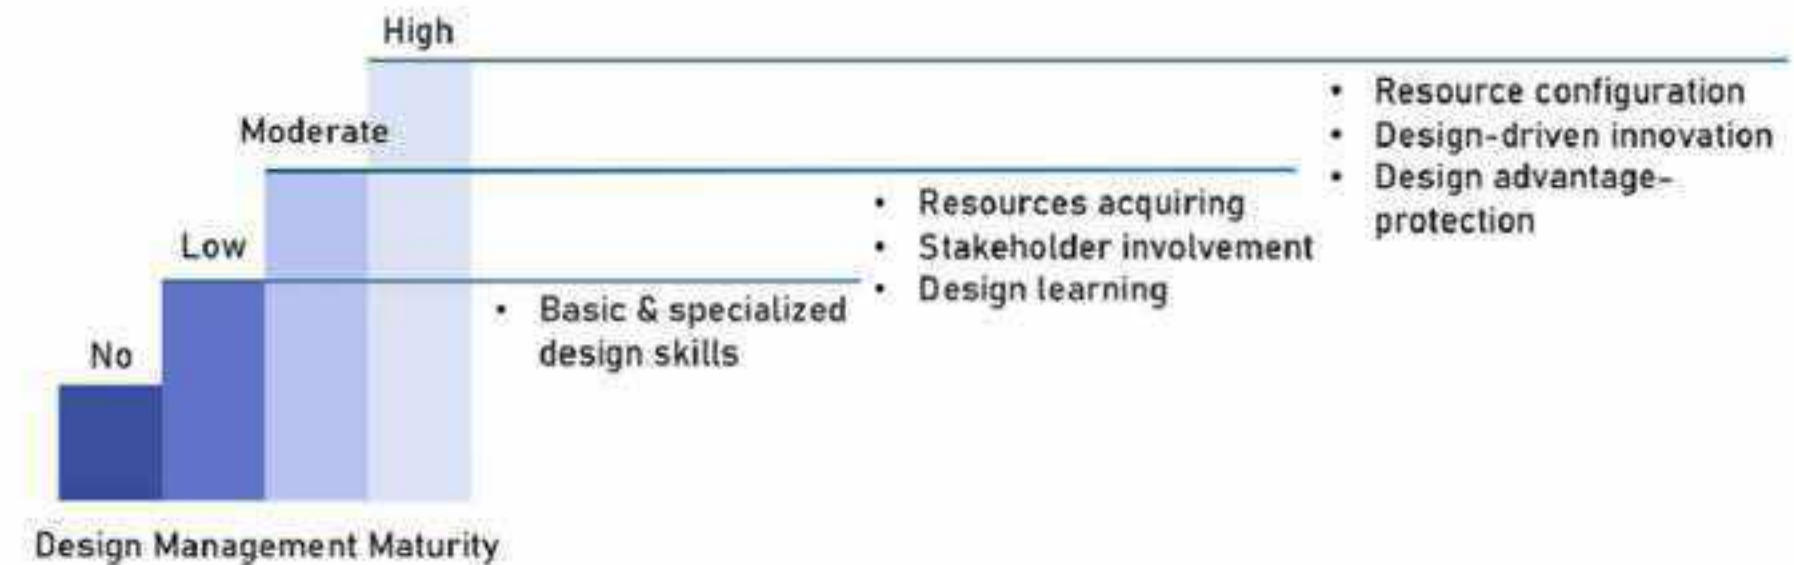 High
• Resource configuration
• Design-driven innovation
• Design advantage-
protection
Moderate
• Resources acquiring
• Stakeholder involvement
• Design learning
Low
• Basic & specialized
design skills
No
Design Management Maturity